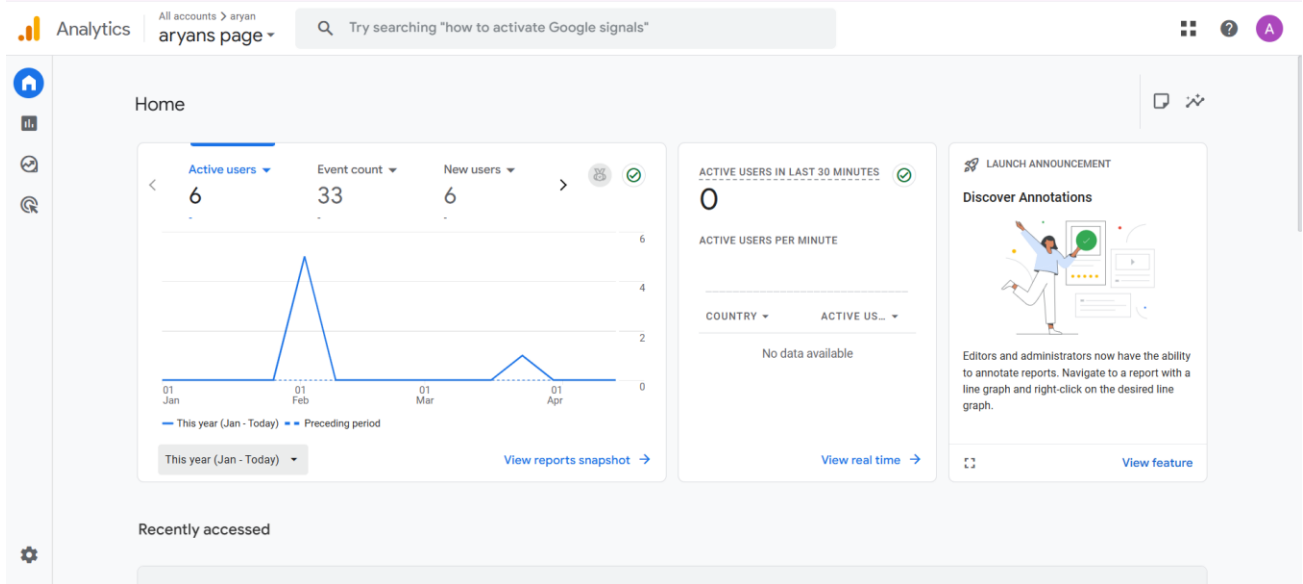 Analytics
All accounts > aryan
aryans page
Try searching "how to activate Google signals"
A
Home
Active users
6
-
Event count
33
-
New users
6
-
6
4
2
0
01
Jan
01
Feb
01
Mar
01
Apr
This year (Jan - Today)
Preceding period
This year (Jan - Today)
View reports snapshot
ACTIVE USERS IN LAST 30 MINUTES
0
ACTIVE USERS PER MINUTE
COUNTRY
ACTIVE US...
No data available
View real time
LAUNCH ANNOUNCEMENT
Discover Annotations
Editors and administrators now have the ability
to annotate reports. Navigate to a report with a
line graph and right-click on the desired line
graph.
View feature
Recently accessed